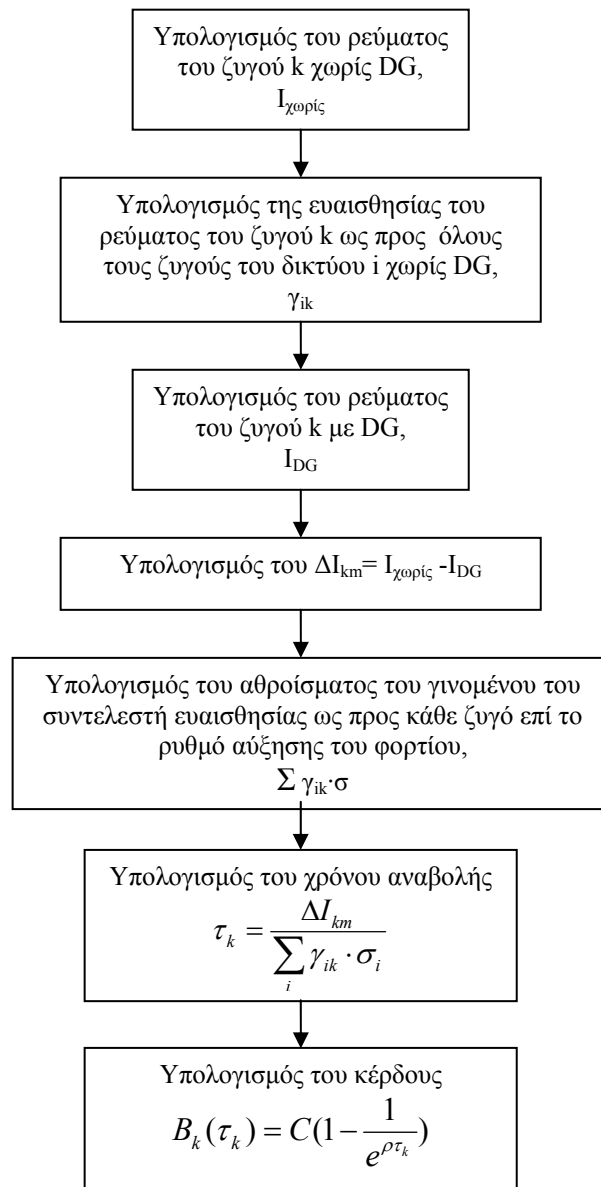 Υπολογισμός του ρεύματος
του ζυγού k χωρίς DG,
Iχωρίς
Υπολογισμός της ευαισθησίας του
ρεύματος του ζυγού k ως προς όλους
τους ζυγούς του δικτύου i χωρίς DG,
γik
Υπολογισμός του ρεύματος
του ζυγού k με DG,
IDG
Υπολογισμός του ΔIkm= Iχωρίς -IDG
Υπολογισμός του αθροίσματος του γινομένου του
συντελεστή ευαισθησίας ως προς κάθε ζυγό επί το
ρυθμό αύξησης του φορτίου,
Σ γik·σ
Υπολογισμός του χρόνου αναβολής
τk = ΔIkm / ∑i γik · σi
Υπολογισμός του κέρδους
Bk(τk) = C(1 − 1 / e^ρτk)